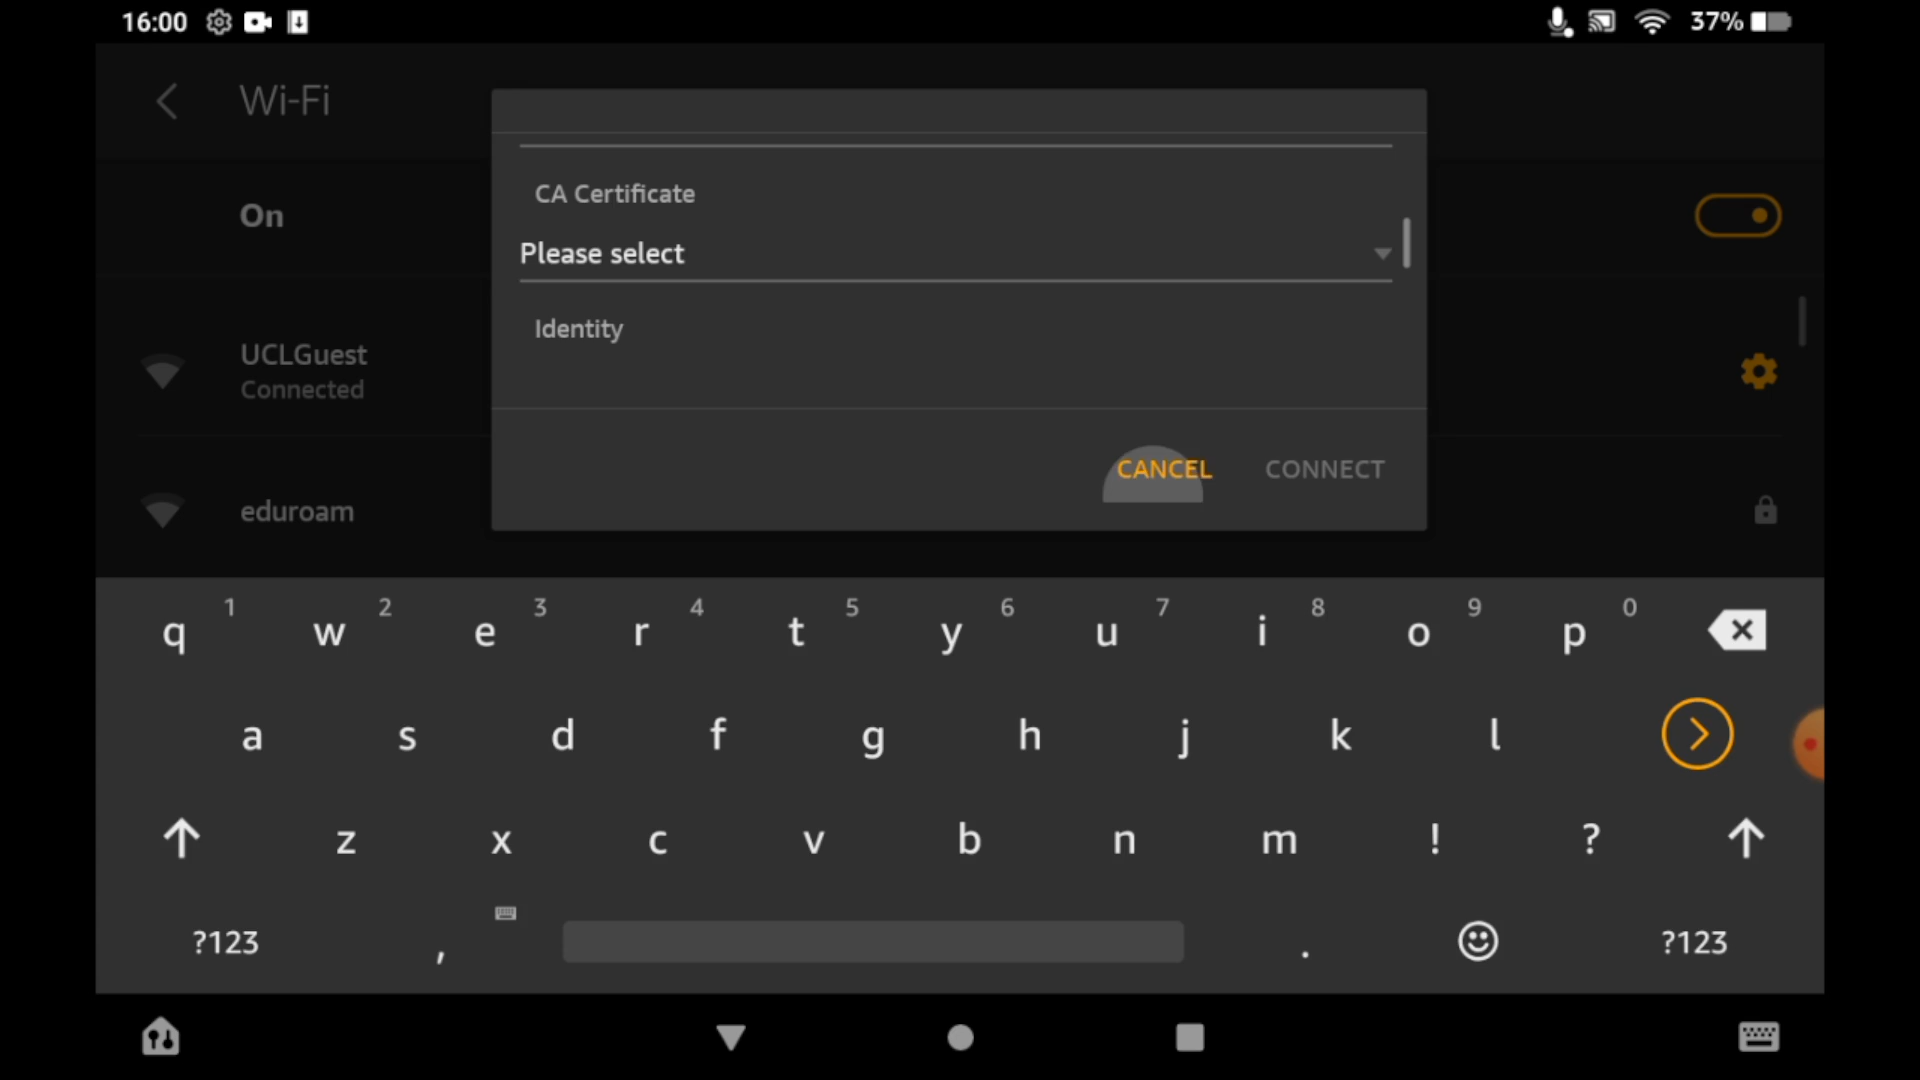 16:00
37%
Wi-Fi
On
CA Certificate
Please select
Identity
UCLGuest
Connected
CANCEL CONNECT
eduroam
1 2 3 4 5 6 7 8 9 0
q w e r t y u i o p
a s d f g h j k l
z x c v b n m ! ?
?123 , . ?123